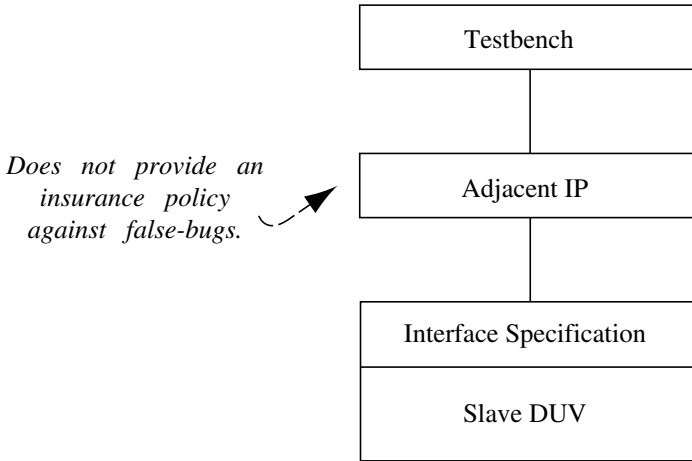 Testbench
Does not provide an
insurance policy
against false-bugs.
Adjacent IP
Interface Specification
Slave DUV